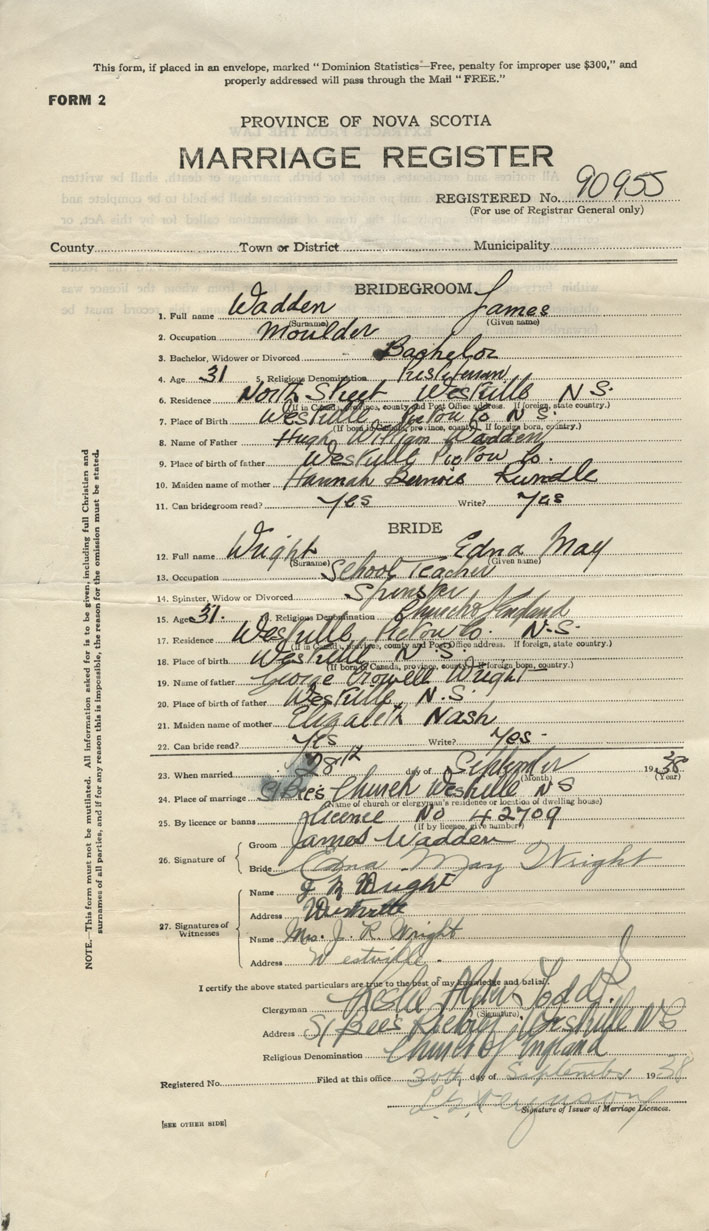 This form, if placed in an envelope, marked "Dominion Statistics—Free, penalty for improper use $300," and
properly addressed will pass through the Mail "FREE."
FORM 2
PROVINCE OF NOVA SCOTIA
MARRIAGE REGISTER
REGISTERED No. 90955
(For use of Registrar General only)
County Town or District Municipality
BRIDEGROOM
1. Full name Wadden James
(Surname) (Given name)
2. Occupation Moulder
3. Bachelor, Widower or Divorced Bachelor
4. Age 31 5. Religious Denomination Presbyterian
6. Residence North Street Westville N S.
(If in Canada, province, county and Post Office address. If foreign, state country.)
7. Place of Birth Westville Pictou Co N S.
(If born in Canada, province, county. If foreign born, country.)
8. Name of Father Hugh William Wadden
9. Place of birth of father Westville Pictou Co.
10. Maiden name of mother Hannah Rundle
11. Can bridegroom read? Yes Write? Yes
BRIDE
12. Full name Wright Edna May
(Surname) (Given name)
13. Occupation School Teacher
14. Spinster, Widow or Divorced Spinster
15. Age 31. Religious Denomination Church of England
17. Residence Westville, Pictou Co. N.S.
(If in Canada, province, county and Post Office address. If foreign, state country.)
18. Place of birth Westville N.S.
(If born in Canada, province, county. If foreign born, country.)
19. Name of father George Crowell Wright
20. Place of birth of father Westville N.S.
21. Maiden name of mother Elizabeth Nash
22. Can bride read? Yes Write? Yes.
23. When married 28th day of September 1938
(Month) (Year)
24. Place of marriage St Bee's Church Westville N S
(Name of church or clergyman's residence or location of dwelling house)
25. By licence or banns Licence No 42709
(If by licence, give number)
26. Signature of
Groom James Wadden
Bride Edna May Wright
27. Signatures of Witnesses
Name J R Wright
Address Westville
Name Mrs. J. R Wright
Address Westville.
I certify the above stated particulars are true to the best of my knowledge and belief.
Clergyman Leslie Todd
(Signature)
Address St Bees Rectory Westville N S
Religious Denomination Church of England
Registered No. Filed at this office 30th day of September 1938
Ferguson
Signature of Issuer of Marriage Licences.
[SEE OTHER SIDE]
NOTE.—This form must not be mutilated. All information asked for is to be given, including full Christian and
surnames of all parties, and if for any reason this is impossible, the reason for the omission must be stated.